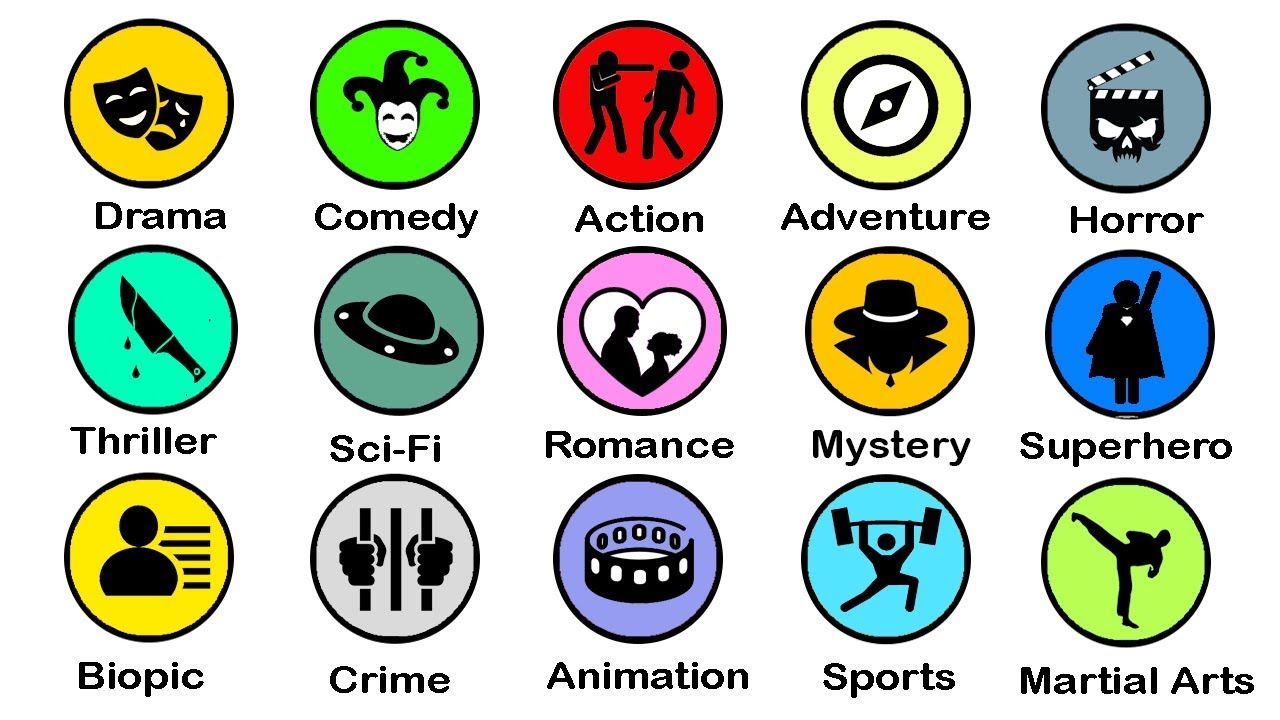 Drama
Comedy
Action
Adventure
Horror
Thriller
Sci-Fi
Romance
Mystery
Superhero
Biopic
Crime
Animation
Sports
Martial Arts